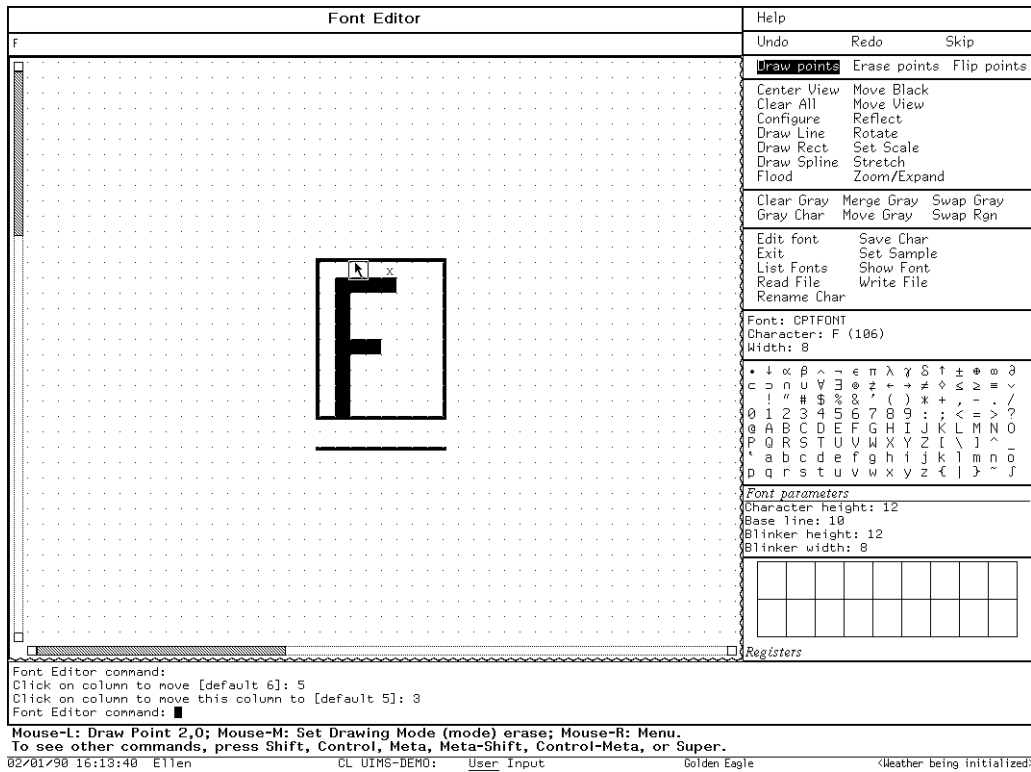 Font Editor
F
Help
Undo Redo Skip
Draw points Erase points Flip points
Center View Move Black
Clear All Move View
Configure Reflect
Draw Line Rotate
Draw Rect Set Scale
Draw Spline Stretch
Flood Zoom/Expand
Clear Gray Merge Gray Swap Gray
Gray Char Move Gray Swap Rgn
Edit font Save Char
Exit Set Sample
List Fonts Show Font
Read File Write File
Rename Char
x
F
Font: CPTFONT
Character: F (106)
Width: 8
· ↓ α β ^ ¬ ε π λ γ δ ↑ ± ⊕ ∞ ∂
⊂ ⊃ ∩ ∪ ∀ ∃ ⊗ ⇄ ← → ≠ ◊ ≤ ≥ ≡ ∨
! " # $ % & ' ( ) * + , - . /
0 1 2 3 4 5 6 7 8 9 : ; < = > ?
@ A B C D E F G H I J K L M N O
P Q R S T U V W X Y Z [ \ ] ^ _
` a b c d e f g h i j k l m n o
p q r s t u v w x y z { | } ~ ∫
Font parameters
Character height: 12
Base line: 10
Blinker height: 12
Blinker width: 8
Registers
Font Editor command:
Click on column to move [default 6]: 5
Click on column to move this column to [default 5]: 3
Font Editor command:
Mouse-L: Draw Point 2,0; Mouse-M: Set Drawing Mode (mode) erase; Mouse-R: Menu.
To see other commands, press Shift, Control, Meta, Meta-Shift, Control-Meta, or Super.
02/01/90 16:13:40 Ellen CL UIMS-DEMO: User Input Golden Eagle <Weather being initialized>